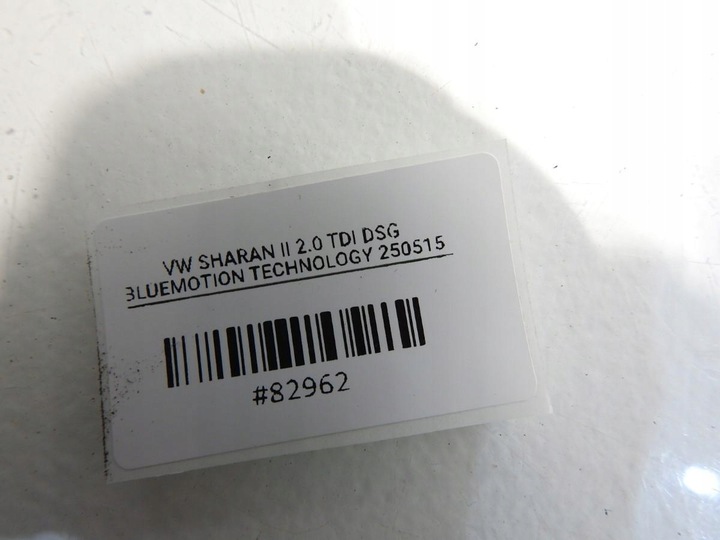 VW SHARAN II 2.0 TDI DSG
BLUEMOTION TECHNOLOGY 250515
#82962